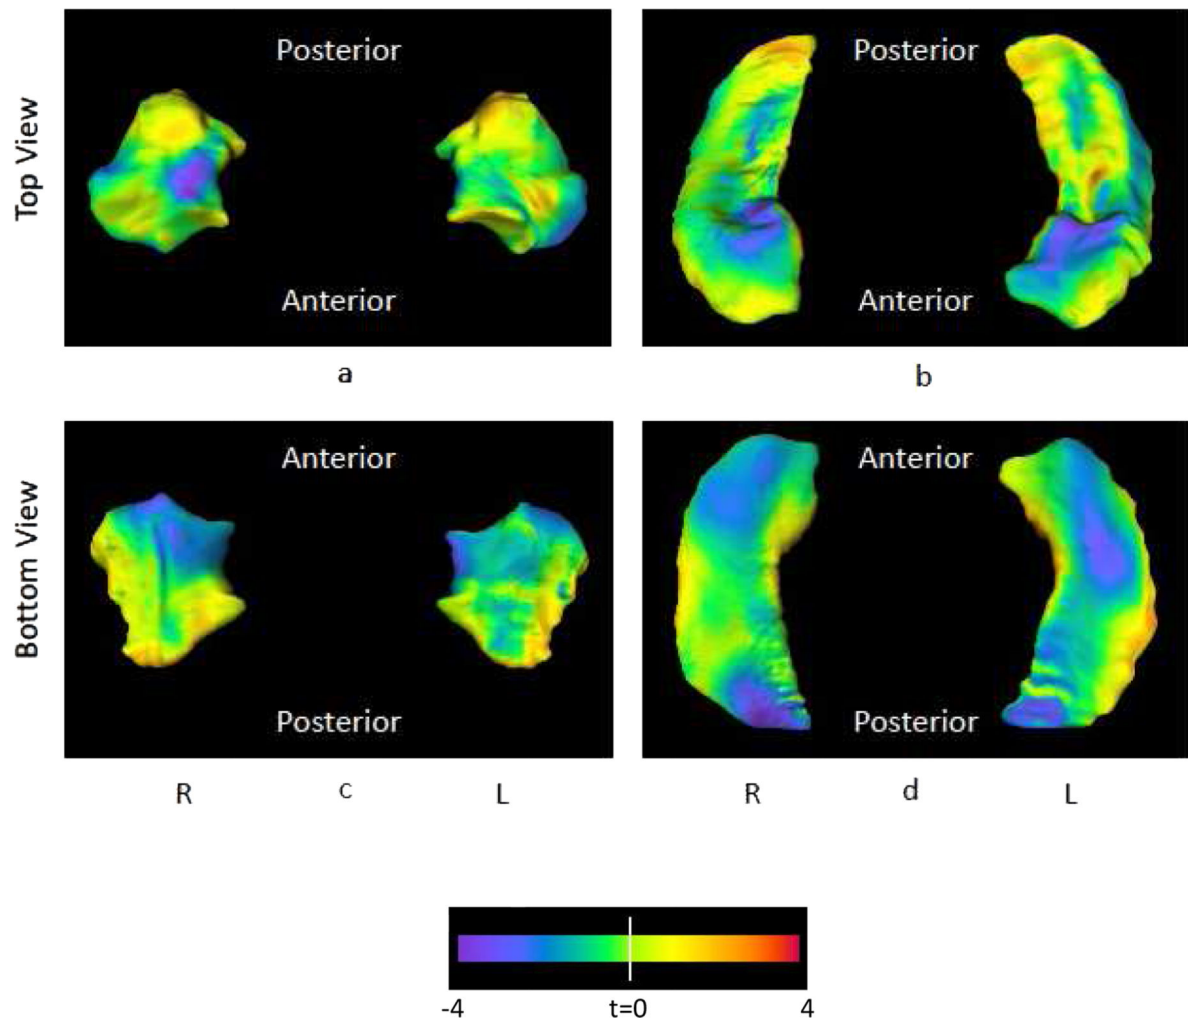 Top View
Posterior
Anterior
a
Posterior
Anterior
b
Bottom View
Anterior
Posterior
R c L
Anterior
Posterior
R d L
-4 t=0 4